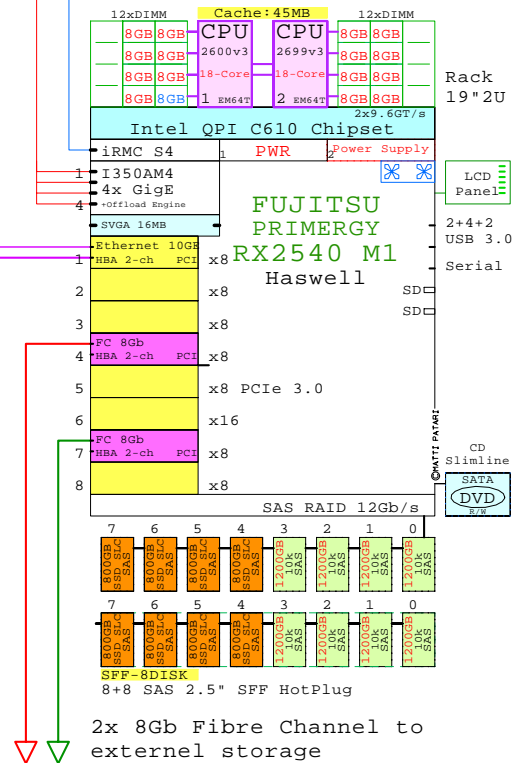 12xDIMM Cache:45MB 12xDIMM
8GB 8GB CPU CPU 8GB 8GB
8GB 8GB 2600v3 2699v3 8GB 8GB
8GB 8GB 18-Core 18-Core 8GB 8GB
8GB 8GB 1 EM64T 2 EM64T 8GB 8GB
Rack
19"2U
2x9.6GT/s
Intel QPI C610 Chipset
iRMC S4 1 PWR 2 Power Supply
1 I350AM4
4x GigE
4 +Offload Engine
LCD
Panel
SVGA 16MB
FUJITSU
PRIMERGY
RX2540 M1
Haswell
2+4+2
USB 3.0
Serial
SD
SD
Ethernet 10GE
1 HBA 2-ch PCI x8
2 x8
3 x8
FC 8Gb
4 HBA 2-ch PCI x8
5 x8 PCIe 3.0
6 x16
FC 8Gb
7 HBA 2-ch PCI x8
8 x8
©MATTI PATARI
CD
Slimline
SATA
DVD
R/W
SAS RAID 12Gb/s
7 6 5 4 3 2 1 0
800GB SSD SLC SAS
800GB SSD SLC SAS
800GB SSD SLC SAS
800GB SSD SLC SAS
1200GB 10k SAS
1200GB 10k SAS
1200GB 10k SAS
1200GB 10k SAS
7 6 5 4 3 2 1 0
800GB SSD SLC SAS
800GB SSD SLC SAS
800GB SSD SLC SAS
800GB SSD SLC SAS
1200GB 10k SAS
1200GB 10k SAS
1200GB 10k SAS
1200GB 10k SAS
SFF-8DISK
8+8 SAS 2.5" SFF HotPlug
2x 8Gb Fibre Channel to
externel storage